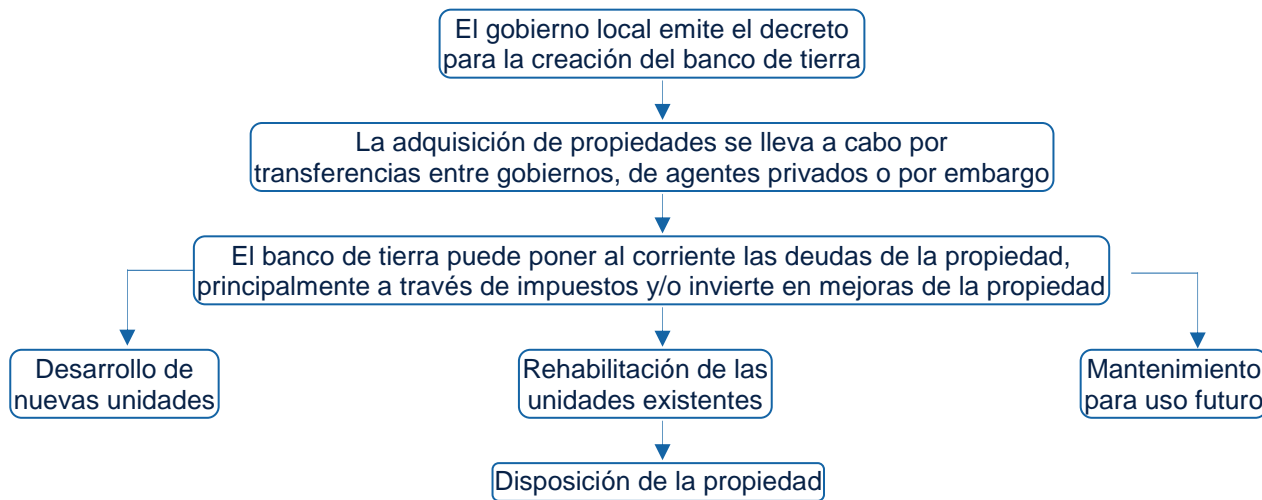 El gobierno local emite el decreto
para la creación del banco de tierra
La adquisición de propiedades se lleva a cabo por
transferencias entre gobiernos, de agentes privados o por embargo
El banco de tierra puede poner al corriente las deudas de la propiedad,
principalmente a través de impuestos y/o invierte en mejoras de la propiedad
Desarrollo de
nuevas unidades
Rehabilitación de las
unidades existentes
Mantenimiento
para uso futuro
Disposición de la propiedad